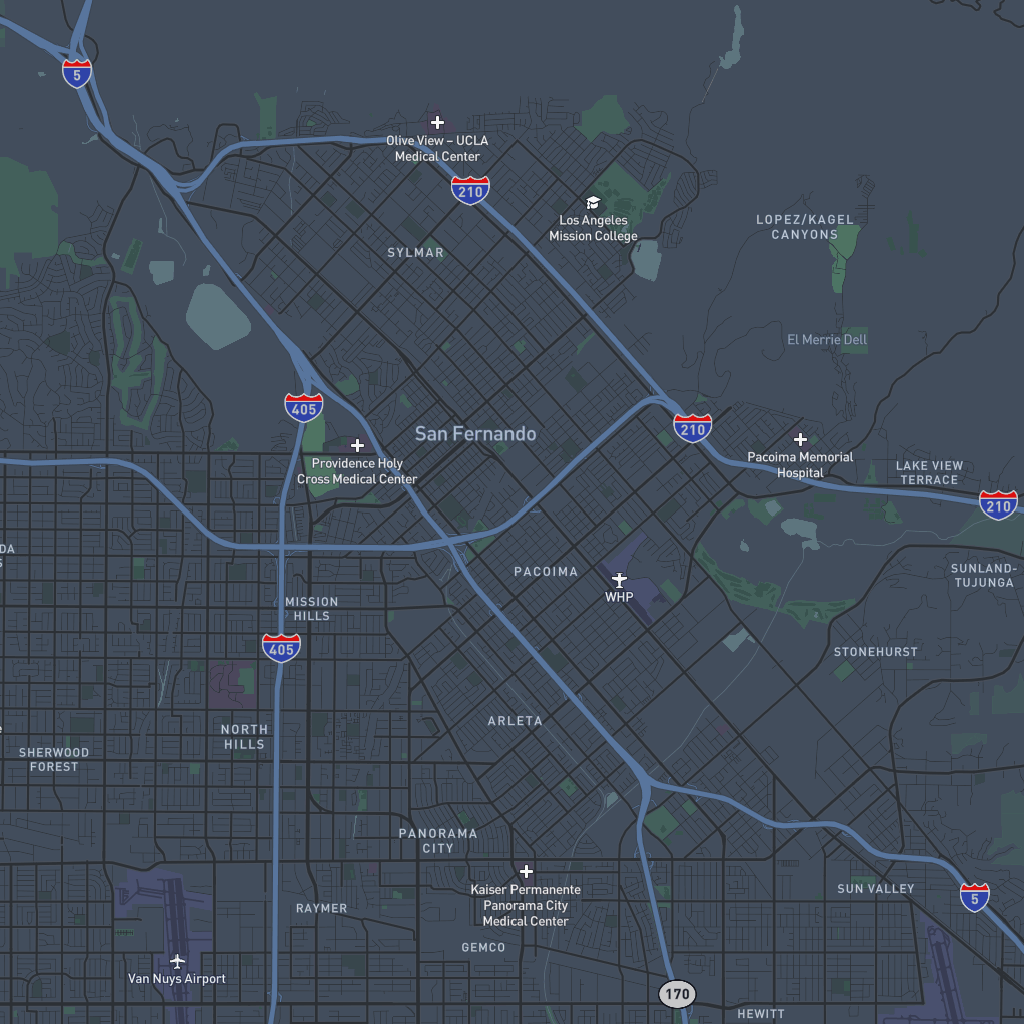 5
Olive View – UCLA
Medical Center
210
Los Angeles
Mission College
LOPEZ/KAGEL
CANYONS
SYLMAR
El Merrie Dell
405
San Fernando
210
Providence Holy
Cross Medical Center
Pacoima Memorial
Hospital
LAKE VIEW
TERRACE
210
DA
S
PACOIMA
WHP
SUNLAND-
TUJUNGA
MISSION
HILLS
405
STONEHURST
NORTH
HILLS
ARLETA
SHERWOOD
FOREST
PANORAMA
CITY
Kaiser Permanente
Panorama City
Medical Center
SUN VALLEY
5
RAYMER
GEMCO
Van Nuys Airport
170
HEWITT